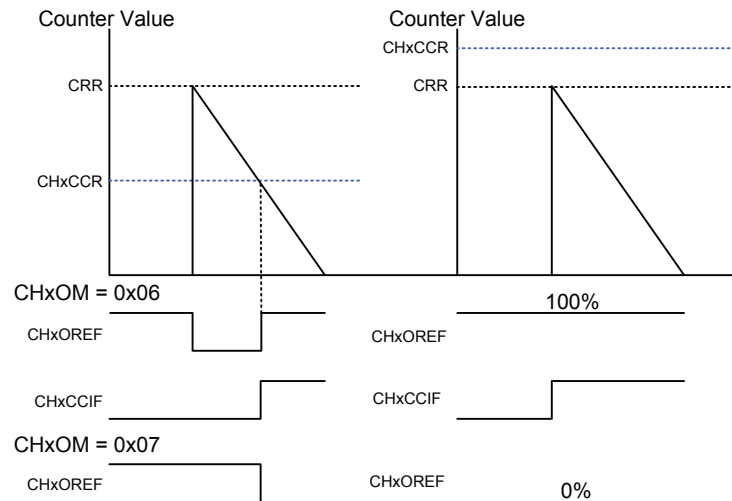 Counter Value
CRR
CHxCCR
CHxOM = 0x06
CHxOREF
CHxCCIF
CHxOM = 0x07
CHxOREF
Counter Value
CHxCCR
CRR
100%
CHxOREF
CHxCCIF
CHxOREF
0%